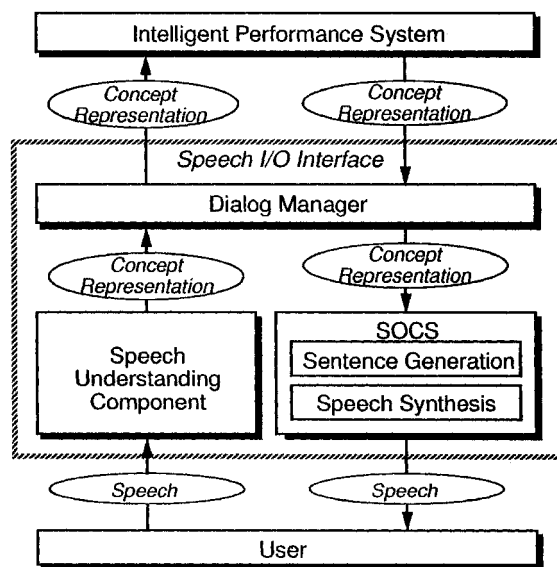 Intelligent Performance System
Concept
Representation
Concept
Representation
Speech I/O Interface
Dialog Manager
Concept
Representation
Concept
Representation
Speech
Understanding
Component
SOCS
Sentence Generation
Speech Synthesis
Speech
Speech
User